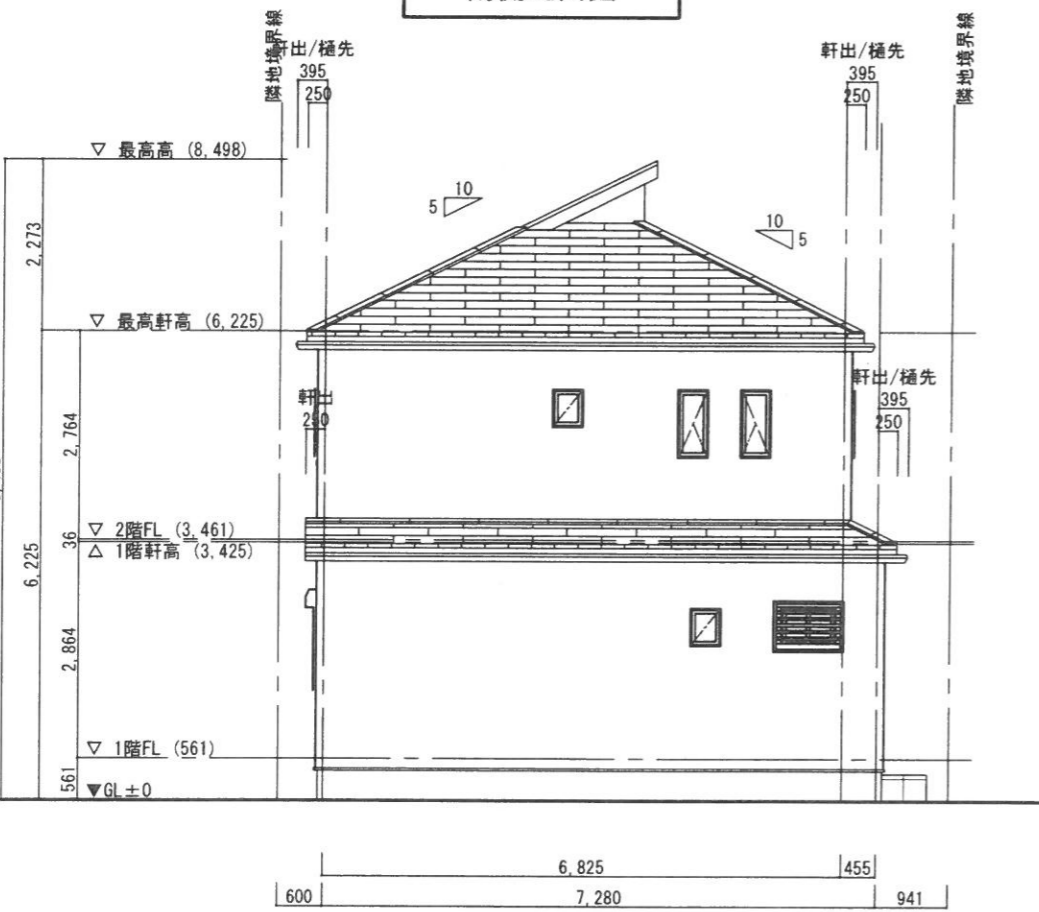 隣地境界線
軒出/樋先
395
250
軒出/樋先
395
250
隣地境界線
▽ 最高高 (8,498)
10
5
10
5
2,273
▽ 最高軒高 (6,225)
軒出/樋先
395
250
軒出
250
2,764
▽ 2階FL (3,461)
36
△ 1階軒高 (3,425)
6,225
2,864
▽ 1階FL (561)
561
▼GL±0
6,825
455
600
7,280
941